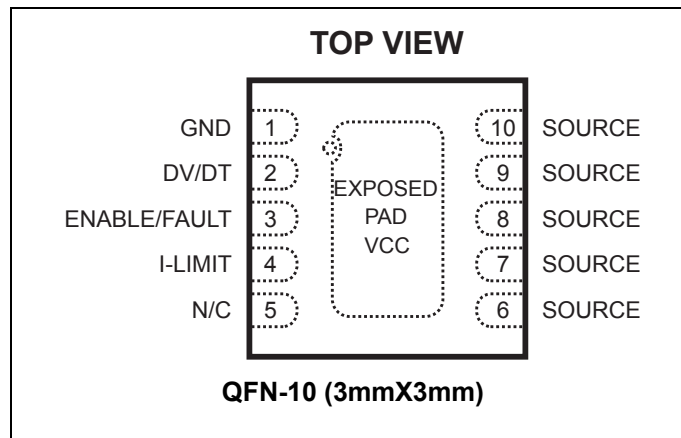 TOP VIEW
GND 1 10 SOURCE
DV/DT 2 9 SOURCE
EXPOSED
ENABLE/FAULT 3 PAD 8 SOURCE
VCC
I-LIMIT 4 7 SOURCE
N/C 5 6 SOURCE
QFN-10 (3mmX3mm)